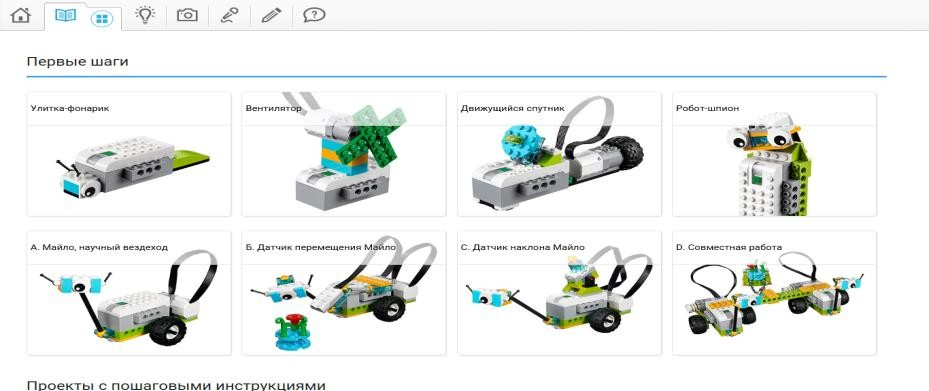 Первые шаги
Улитка-фонарик
Вентилятор
Движущийся спутник
Робот-шпион
А. Майло, научный вездеход
Б. Датчик перемещения Майло
С. Датчик наклона Майло
D. Совместная работа
Проекты с пошаговыми инструкциями